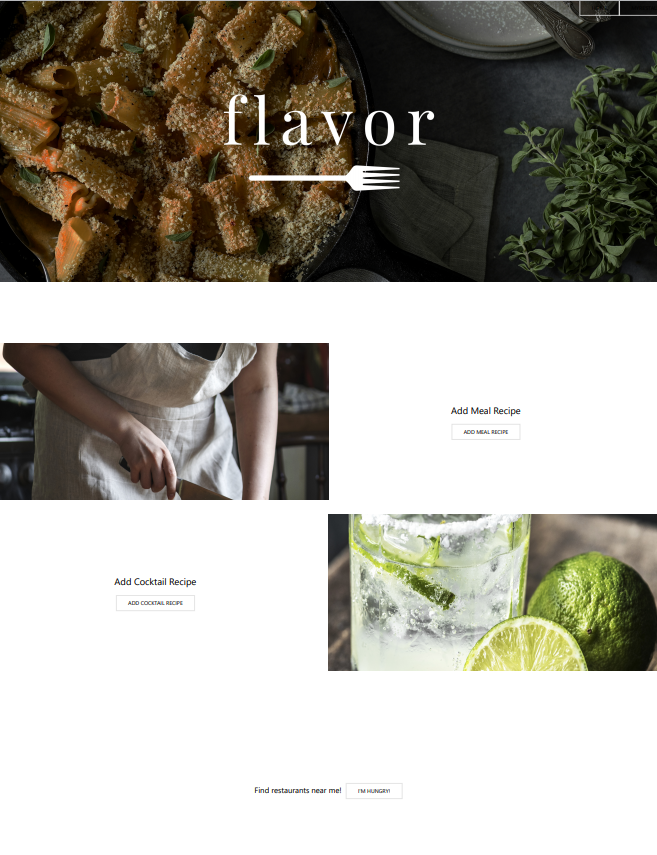 flavor
Add Meal Recipe
ADD MEAL RECIPE
Add Cocktail Recipe
ADD COCKTAIL RECIPE
Find restaurants near me! I'M HUNGRY!